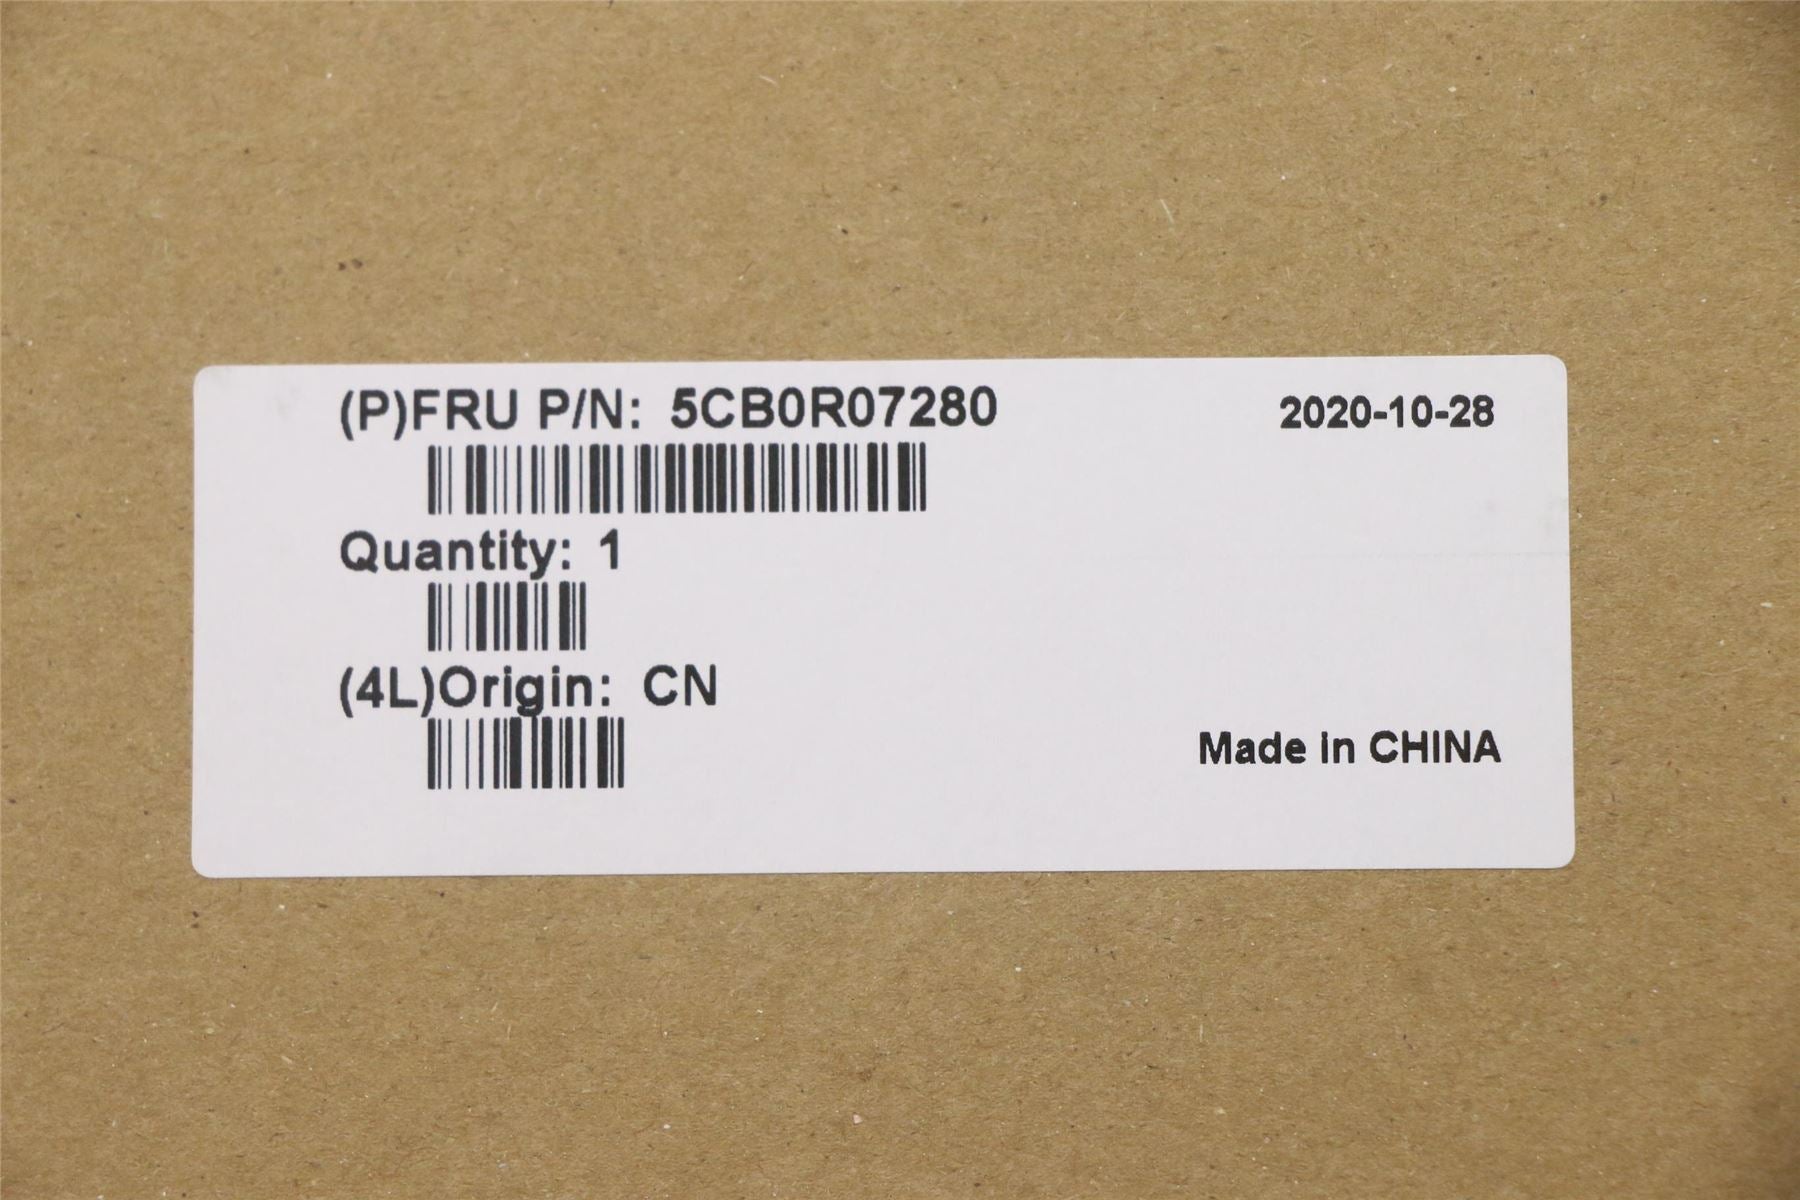 (P)FRU P/N: 5CB0R07280
2020-10-28
Quantity: 1
(4L)Origin: CN
Made in CHINA